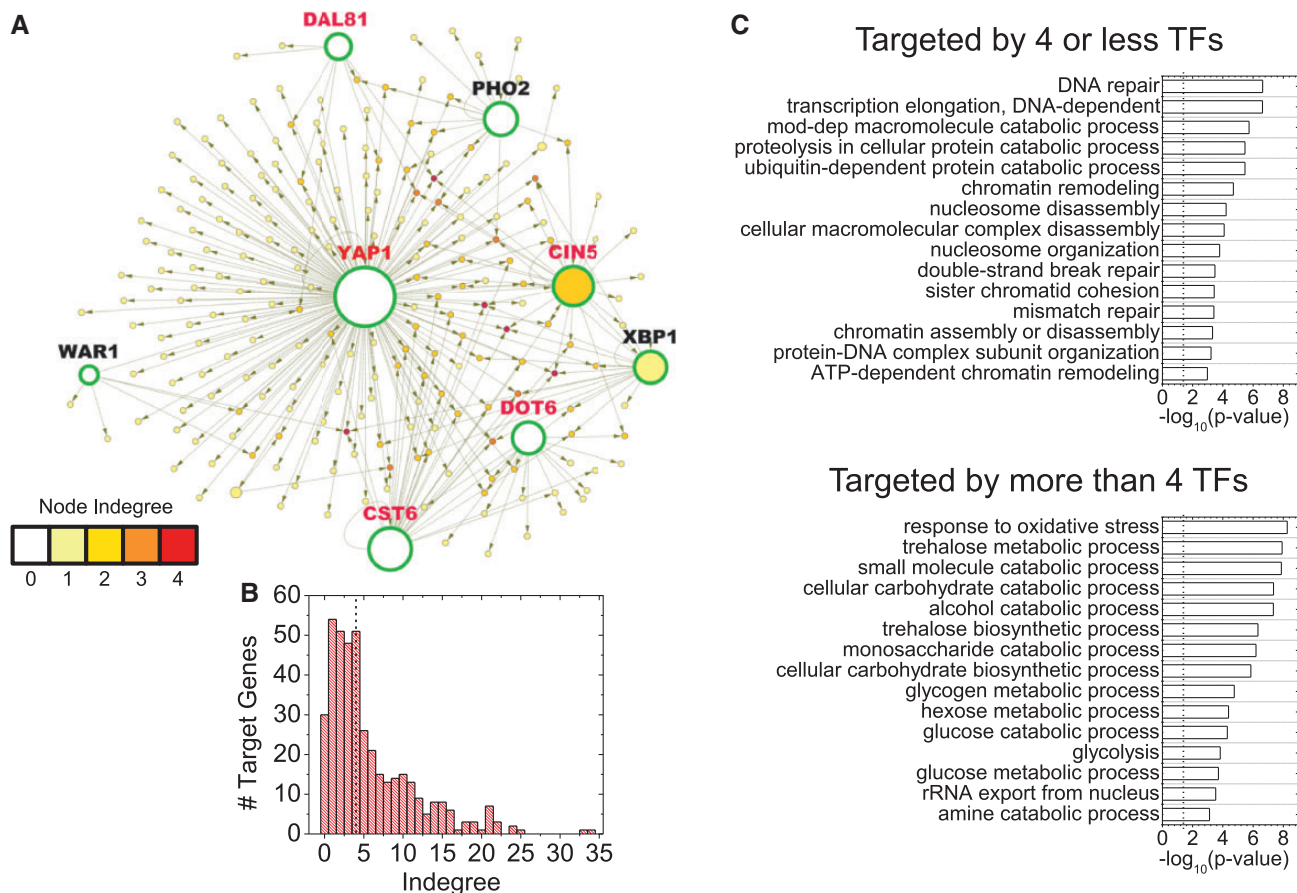 A
DAL81
PHO2
YAP1
CIN5
XBP1
WAR1
DOT6
CST6
Node Indegree
0 1 2 3 4
B
# Target Genes
60
50
40
30
20
10
0
0 5 10 15 20 25 30 35
Indegree
C
Targeted by 4 or less TFs
DNA repair
transcription elongation, DNA-dependent
mod-dep macromolecule catabolic process
proteolysis in cellular protein catabolic process
ubiquitin-dependent protein catabolic process
chromatin remodeling
nucleosome disassembly
cellular macromolecular complex disassembly
nucleosome organization
double-strand break repair
sister chromatid cohesion
mismatch repair
chromatin assembly or disassembly
protein-DNA complex subunit organization
ATP-dependent chromatin remodeling
0 2 4 6 8
-log10(p-value)
Targeted by more than 4 TFs
response to oxidative stress
trehalose metabolic process
small molecule catabolic process
cellular carbohydrate catabolic process
alcohol catabolic process
trehalose biosynthetic process
monosaccharide catabolic process
cellular carbohydrate biosynthetic process
glycogen metabolic process
hexose metabolic process
glucose catabolic process
glycolysis
glucose metabolic process
rRNA export from nucleus
amine catabolic process
0 2 4 6 8
-log10(p-value)